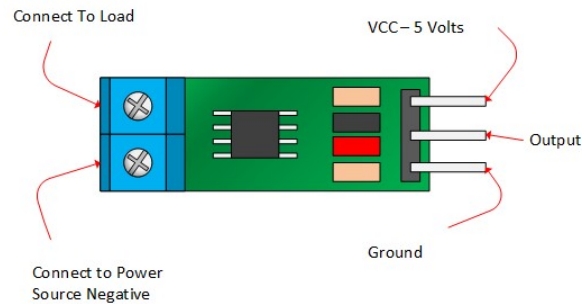 Connect To Load
VCC – 5 Volts
Output
Ground
Connect to Power
Source Negative